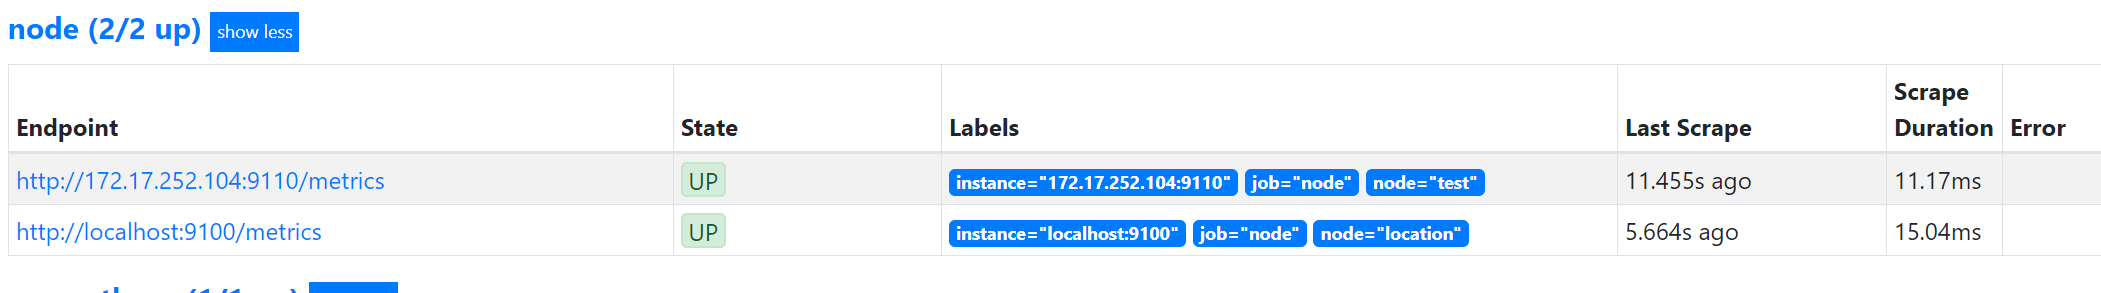 node (2/2 up) show less
Endpoint State Labels Last Scrape Scrape Duration Error
http://172.17.252.104:9110/metrics UP instance="172.17.252.104:9110" job="node" node="test" 11.455s ago 11.17ms
http://localhost:9100/metrics UP instance="localhost:9100" job="node" node="location" 5.664s ago 15.04ms